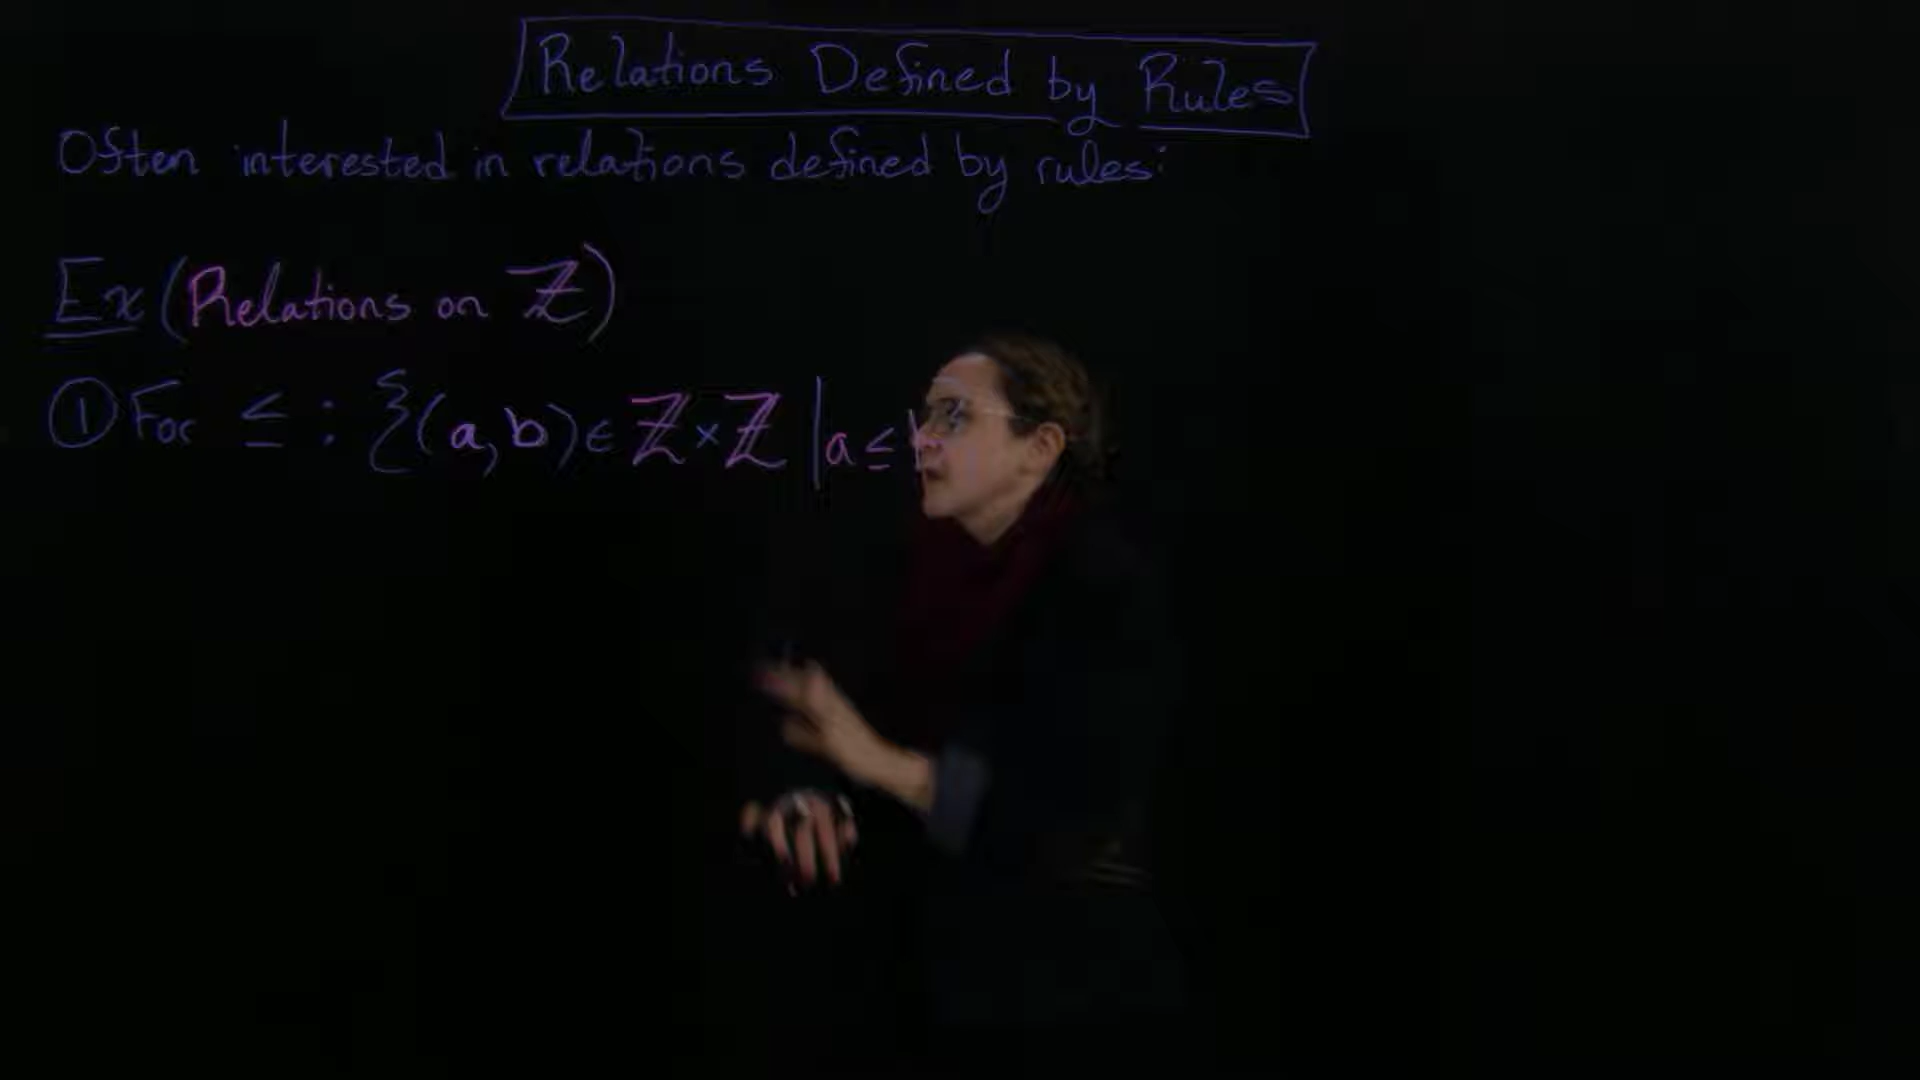 Relations Defined by Rules
Often interested in relations defined by rules:
Ex (Relations on ℤ)
① For ≤ : {(a,b) ∈ ℤ × ℤ | a ≤